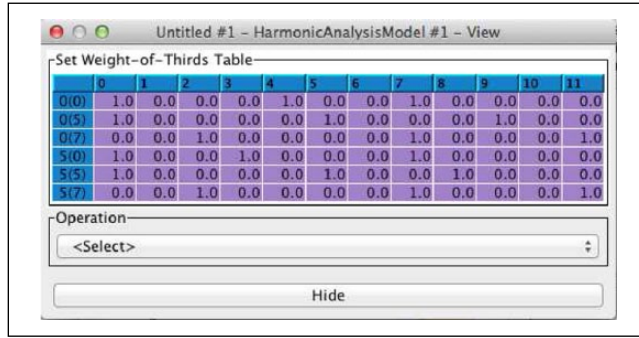 Untitled #1 – HarmonicAnalysisModel #1 – View
Set Weight-of-Thirds Table
0 1 2 3 4 5 6 7 8 9 10 11
0(0) 1.0 0.0 0.0 0.0 1.0 0.0 0.0 1.0 0.0 0.0 0.0 0.0
0(5) 1.0 0.0 0.0 0.0 0.0 1.0 0.0 0.0 0.0 1.0 0.0 0.0
0(7) 0.0 0.0 1.0 0.0 0.0 0.0 0.0 1.0 0.0 0.0 0.0 1.0
5(0) 1.0 0.0 0.0 1.0 0.0 0.0 0.0 1.0 0.0 0.0 0.0 0.0
5(5) 1.0 0.0 0.0 0.0 0.0 1.0 0.0 0.0 1.0 0.0 0.0 0.0
5(7) 0.0 0.0 1.0 0.0 0.0 0.0 0.0 1.0 0.0 0.0 0.0 1.0
Operation
<Select>
Hide